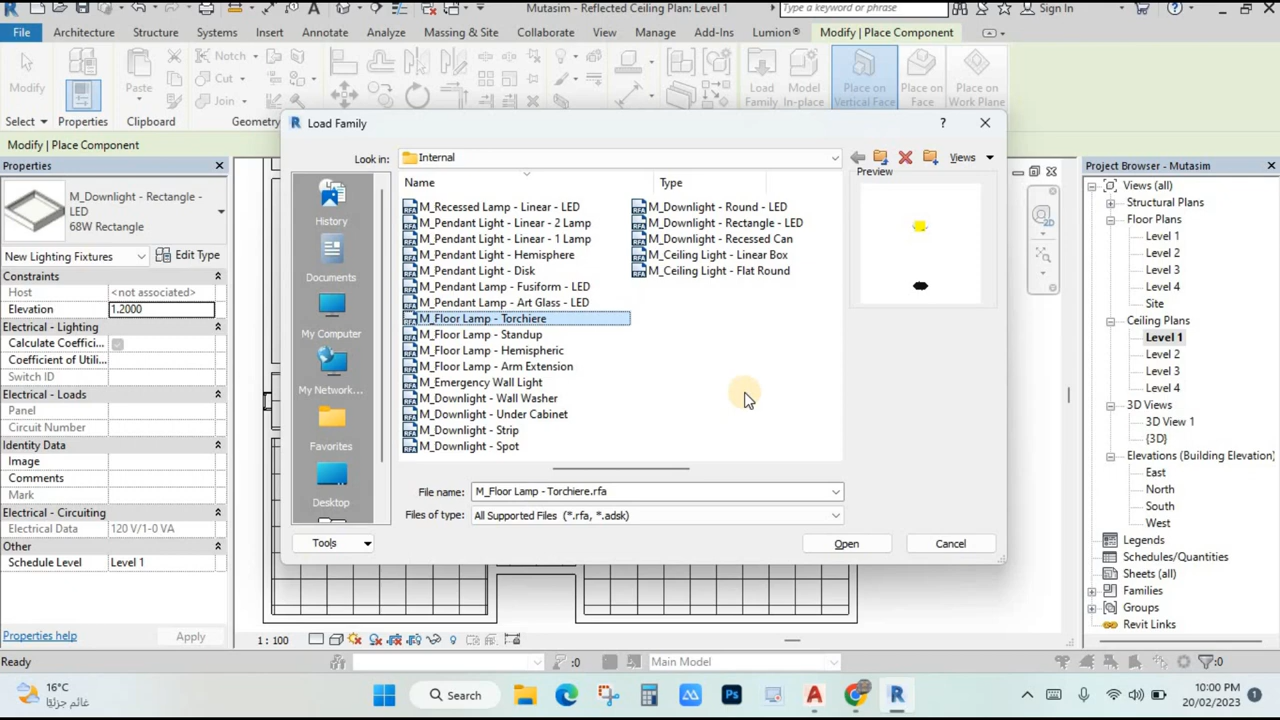 Mutasim - Reflected Ceiling Plan: Level 1
Type a keyword or phrase
Sign In
File
Architecture
Structure
Systems
Insert
Annotate
Analyze
Massing & Site
Collaborate
View
Manage
Add-Ins
Lumion®
Modify | Place Component
Modify
Paste
Notch
Cut
Join
Load
Family
Model
In-place
Place on
Vertical Face
Place on
Face
Place on
Work Plane
Select
Properties
Clipboard
Geometry
Modify | Place Component
Properties
M_Downlight - Rectangle -
LED
68W Rectangle
New Lighting Fixtures
Edit Type
Constraints
Host <not associated>
Elevation 1.2000
Electrical - Lighting
Calculate Coeffici...
Coefficient of Utili...
Switch ID
Electrical - Loads
Panel
Circuit Number
Identity Data
Image
Comments
Mark
Electrical - Circuiting
Electrical Data 120 V/1-0 VA
Other
Schedule Level Level 1
Properties help
Apply
Load Family
Look in:
Internal
Views
Name
Type
Preview
History
Documents
My Computer
My Network...
Favorites
Desktop
M_Recessed Lamp - Linear - LED
M_Pendant Light - Linear - 2 Lamp
M_Pendant Light - Linear - 1 Lamp
M_Pendant Light - Hemisphere
M_Pendant Light - Disk
M_Pendant Lamp - Fusiform - LED
M_Pendant Lamp - Art Glass - LED
M_Floor Lamp - Torchiere
M_Floor Lamp - Standup
M_Floor Lamp - Hemispheric
M_Floor Lamp - Arm Extension
M_Emergency Wall Light
M_Downlight - Wall Washer
M_Downlight - Under Cabinet
M_Downlight - Strip
M_Downlight - Spot
M_Downlight - Round - LED
M_Downlight - Rectangle - LED
M_Downlight - Recessed Can
M_Ceiling Light - Linear Box
M_Ceiling Light - Flat Round
File name:
M_Floor Lamp - Torchiere.rfa
Files of type:
All Supported Files (*.rfa, *.adsk)
Tools
Open
Cancel
Project Browser - Mutasim
Views (all)
Structural Plans
Floor Plans
Level 1
Level 2
Level 3
Level 4
Site
Ceiling Plans
Level 1
Level 2
Level 3
Level 4
3D Views
3D View 1
{3D}
Elevations (Building Elevation)
East
North
South
West
Legends
Schedules/Quantities
Sheets (all)
Families
Groups
Revit Links
1 : 100
Ready
:0
Main Model
:0
16°C
غائم جزئيًا
Search
10:00 PM
20/02/2023